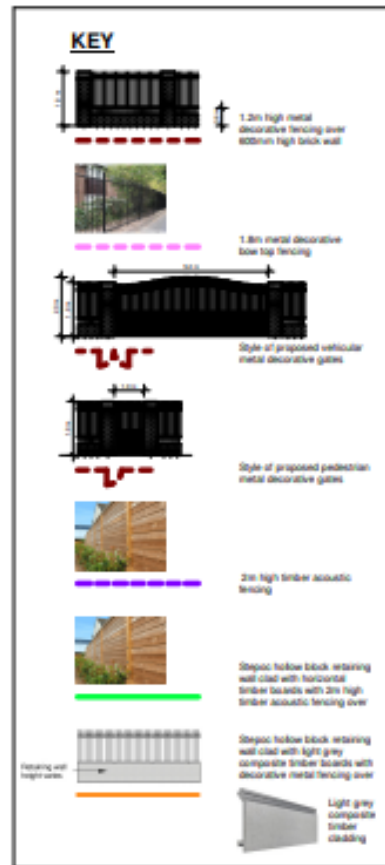 KEY
1.2m high metal
decorative fencing over
600mm high brick wall
1.8m metal decorative
bow top fencing
Style of proposed vehicular
metal decorative gates
Style of proposed pedestrian
metal decorative gates
2m high timber acoustic
fencing
Stepoc hollow block retaining
wall clad with horizontal
timber boards with 2m high
timber acoustic fencing over
Stepoc hollow block retaining
wall clad with light grey
composite timber boards with
decorative metal fencing over
Retaining wall
height varies
Light grey
composite
timber
cladding